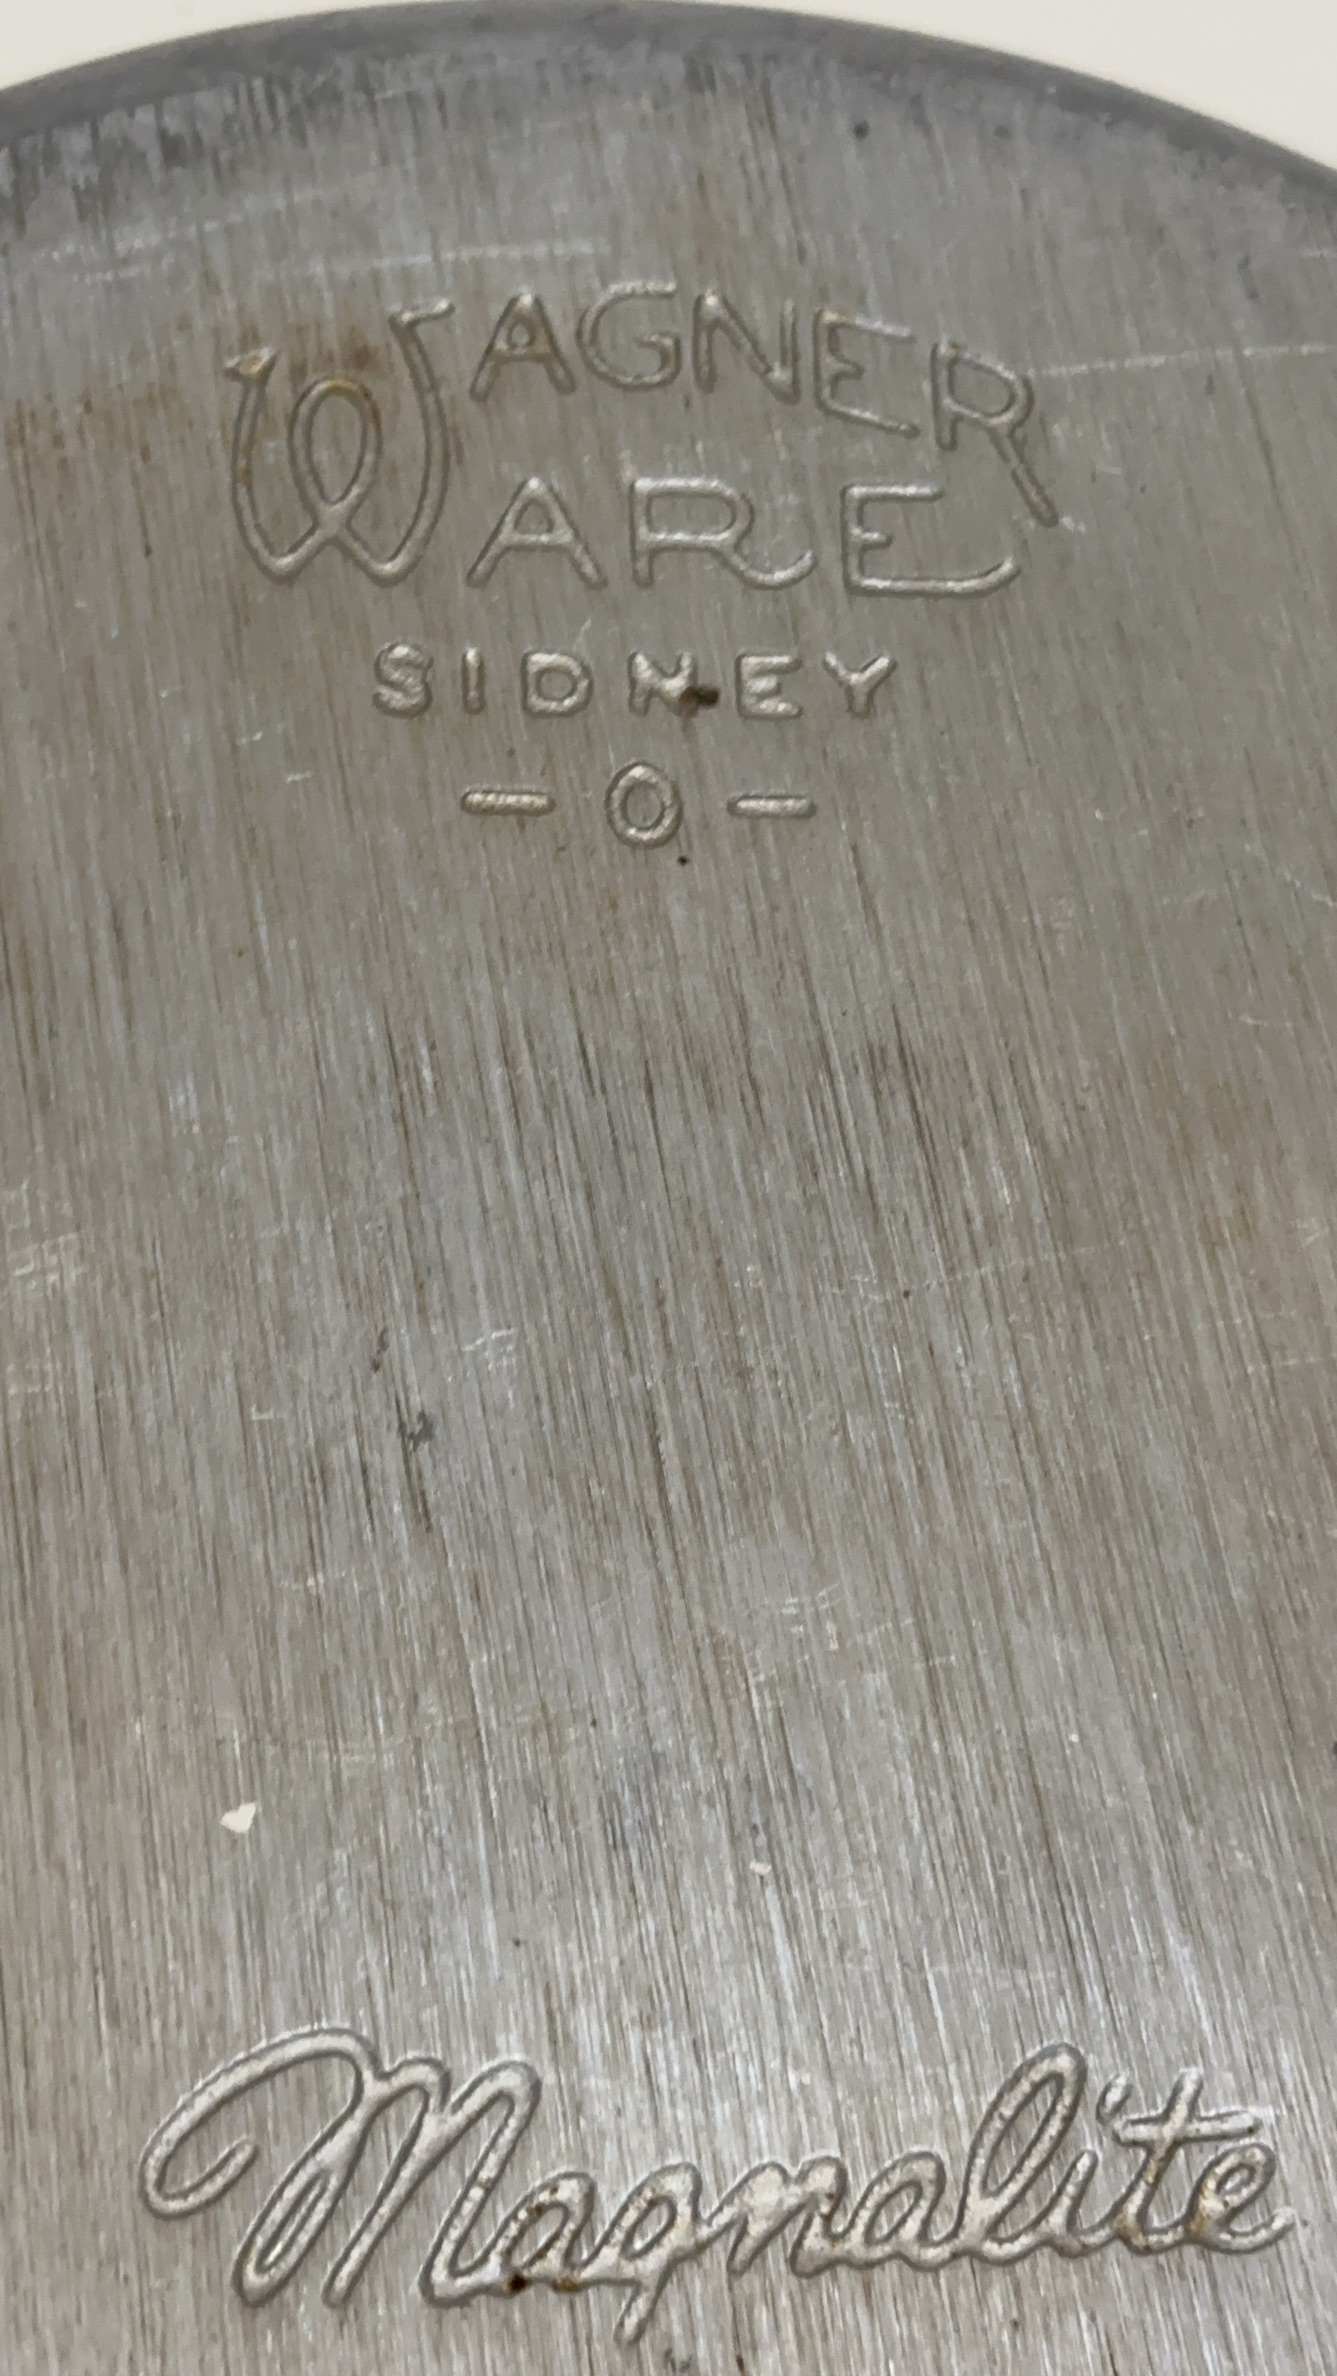 WAGNER
WARE
SIDNEY
- O -
Magnalite